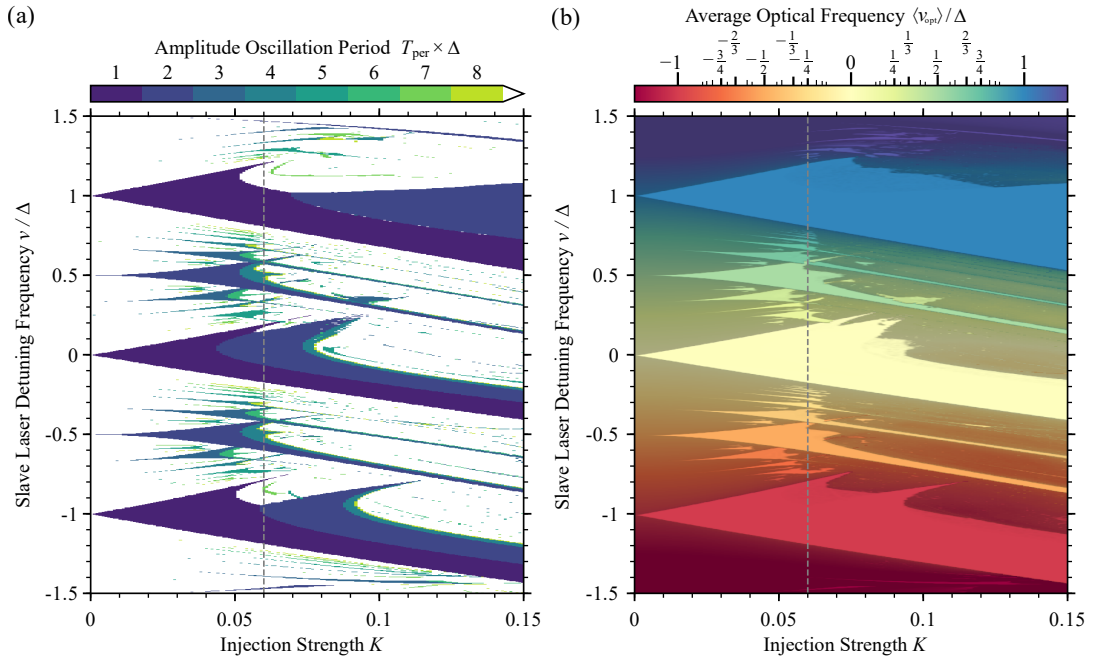 (a)
Amplitude Oscillation Period T_per × Δ
1 2 3 4 5 6 7 8
1.5
1
0.5
0
-0.5
-1
-1.5
Slave Laser Detuning Frequency ν / Δ
0 0.05 0.1 0.15
Injection Strength K
(b)
Average Optical Frequency ⟨ν_opt⟩ / Δ
−1 −3/4 −2/3 −1/2 −1/3 −1/4 0 1/4 1/3 1/2 2/3 3/4 1
1.5
1
0.5
0
-0.5
-1
-1.5
Slave Laser Detuning Frequency ν / Δ
0 0.05 0.1 0.15
Injection Strength K